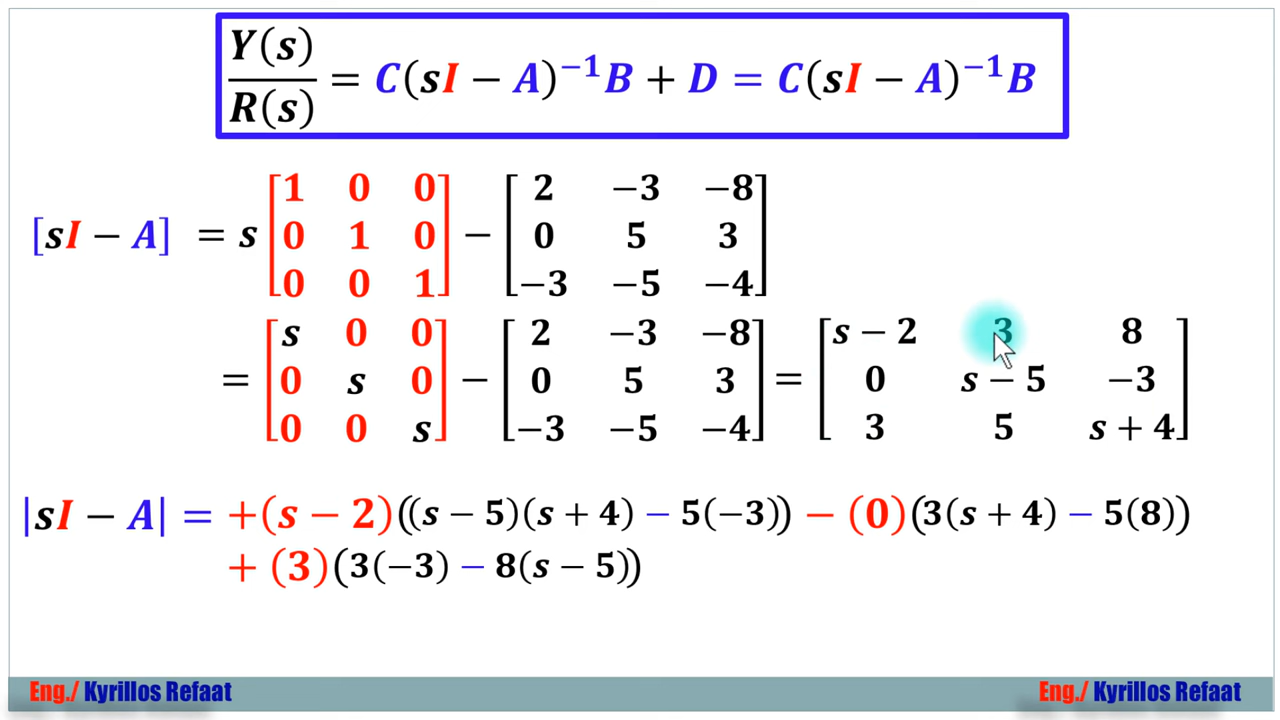 Y(s)/R(s) = C(sI − A)⁻¹B + D = C(sI − A)⁻¹B
[sI − A] = s [1 0 0; 0 1 0; 0 0 1] − [2 −3 −8; 0 5 3; −3 −5 −4]
= [s 0 0; 0 s 0; 0 0 s] − [2 −3 −8; 0 5 3; −3 −5 −4] = [s − 2 3 8; 0 s − 5 −3; 3 5 s + 4]
|sI − A| = +(s − 2)((s − 5)(s + 4) − 5(−3)) − (0)(3(s + 4) − 5(8))
+ (3)(3(−3) − 8(s − 5))
Eng./ Kyrillos Refaat
Eng./ Kyrillos Refaat